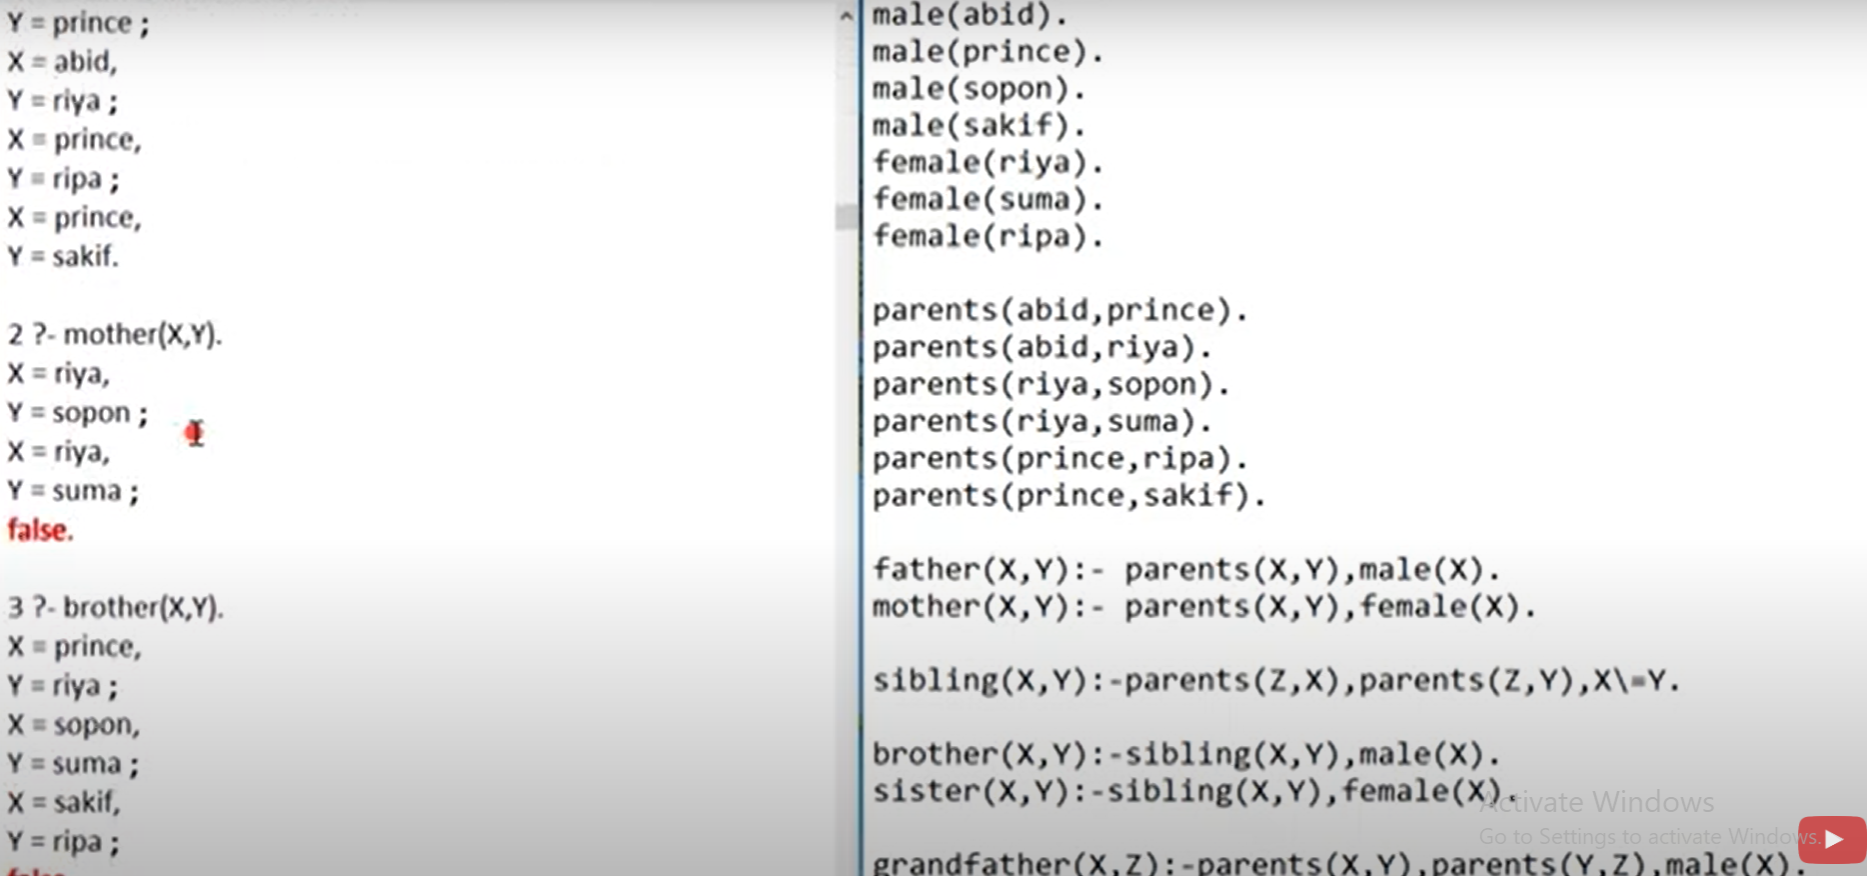 Y = prince ;
X = abid,
Y = riya ;
X = prince,
Y = ripa ;
X = prince,
Y = sakif.
2 ?- mother(X,Y).
X = riya,
Y = sopon ;
X = riya,
Y = suma ;
false.
3 ?- brother(X,Y).
X = prince,
Y = riya ;
X = sopon,
Y = suma ;
X = sakif,
Y = ripa ;
false
male(abid).
male(prince).
male(sopon).
male(sakif).
female(riya).
female(suma).
female(ripa).
parents(abid,prince).
parents(abid,riya).
parents(riya,sopon).
parents(riya,suma).
parents(prince,ripa).
parents(prince,sakif).
father(X,Y):- parents(X,Y),male(X).
mother(X,Y):- parents(X,Y),female(X).
sibling(X,Y):-parents(Z,X),parents(Z,Y),X\=Y.
brother(X,Y):-sibling(X,Y),male(X).
sister(X,Y):-sibling(X,Y),female(X).
grandfather(X,Z):-parents(X,Y),parents(Y,Z),male(X).
Activate Windows
Go to Settings to activate Windows.